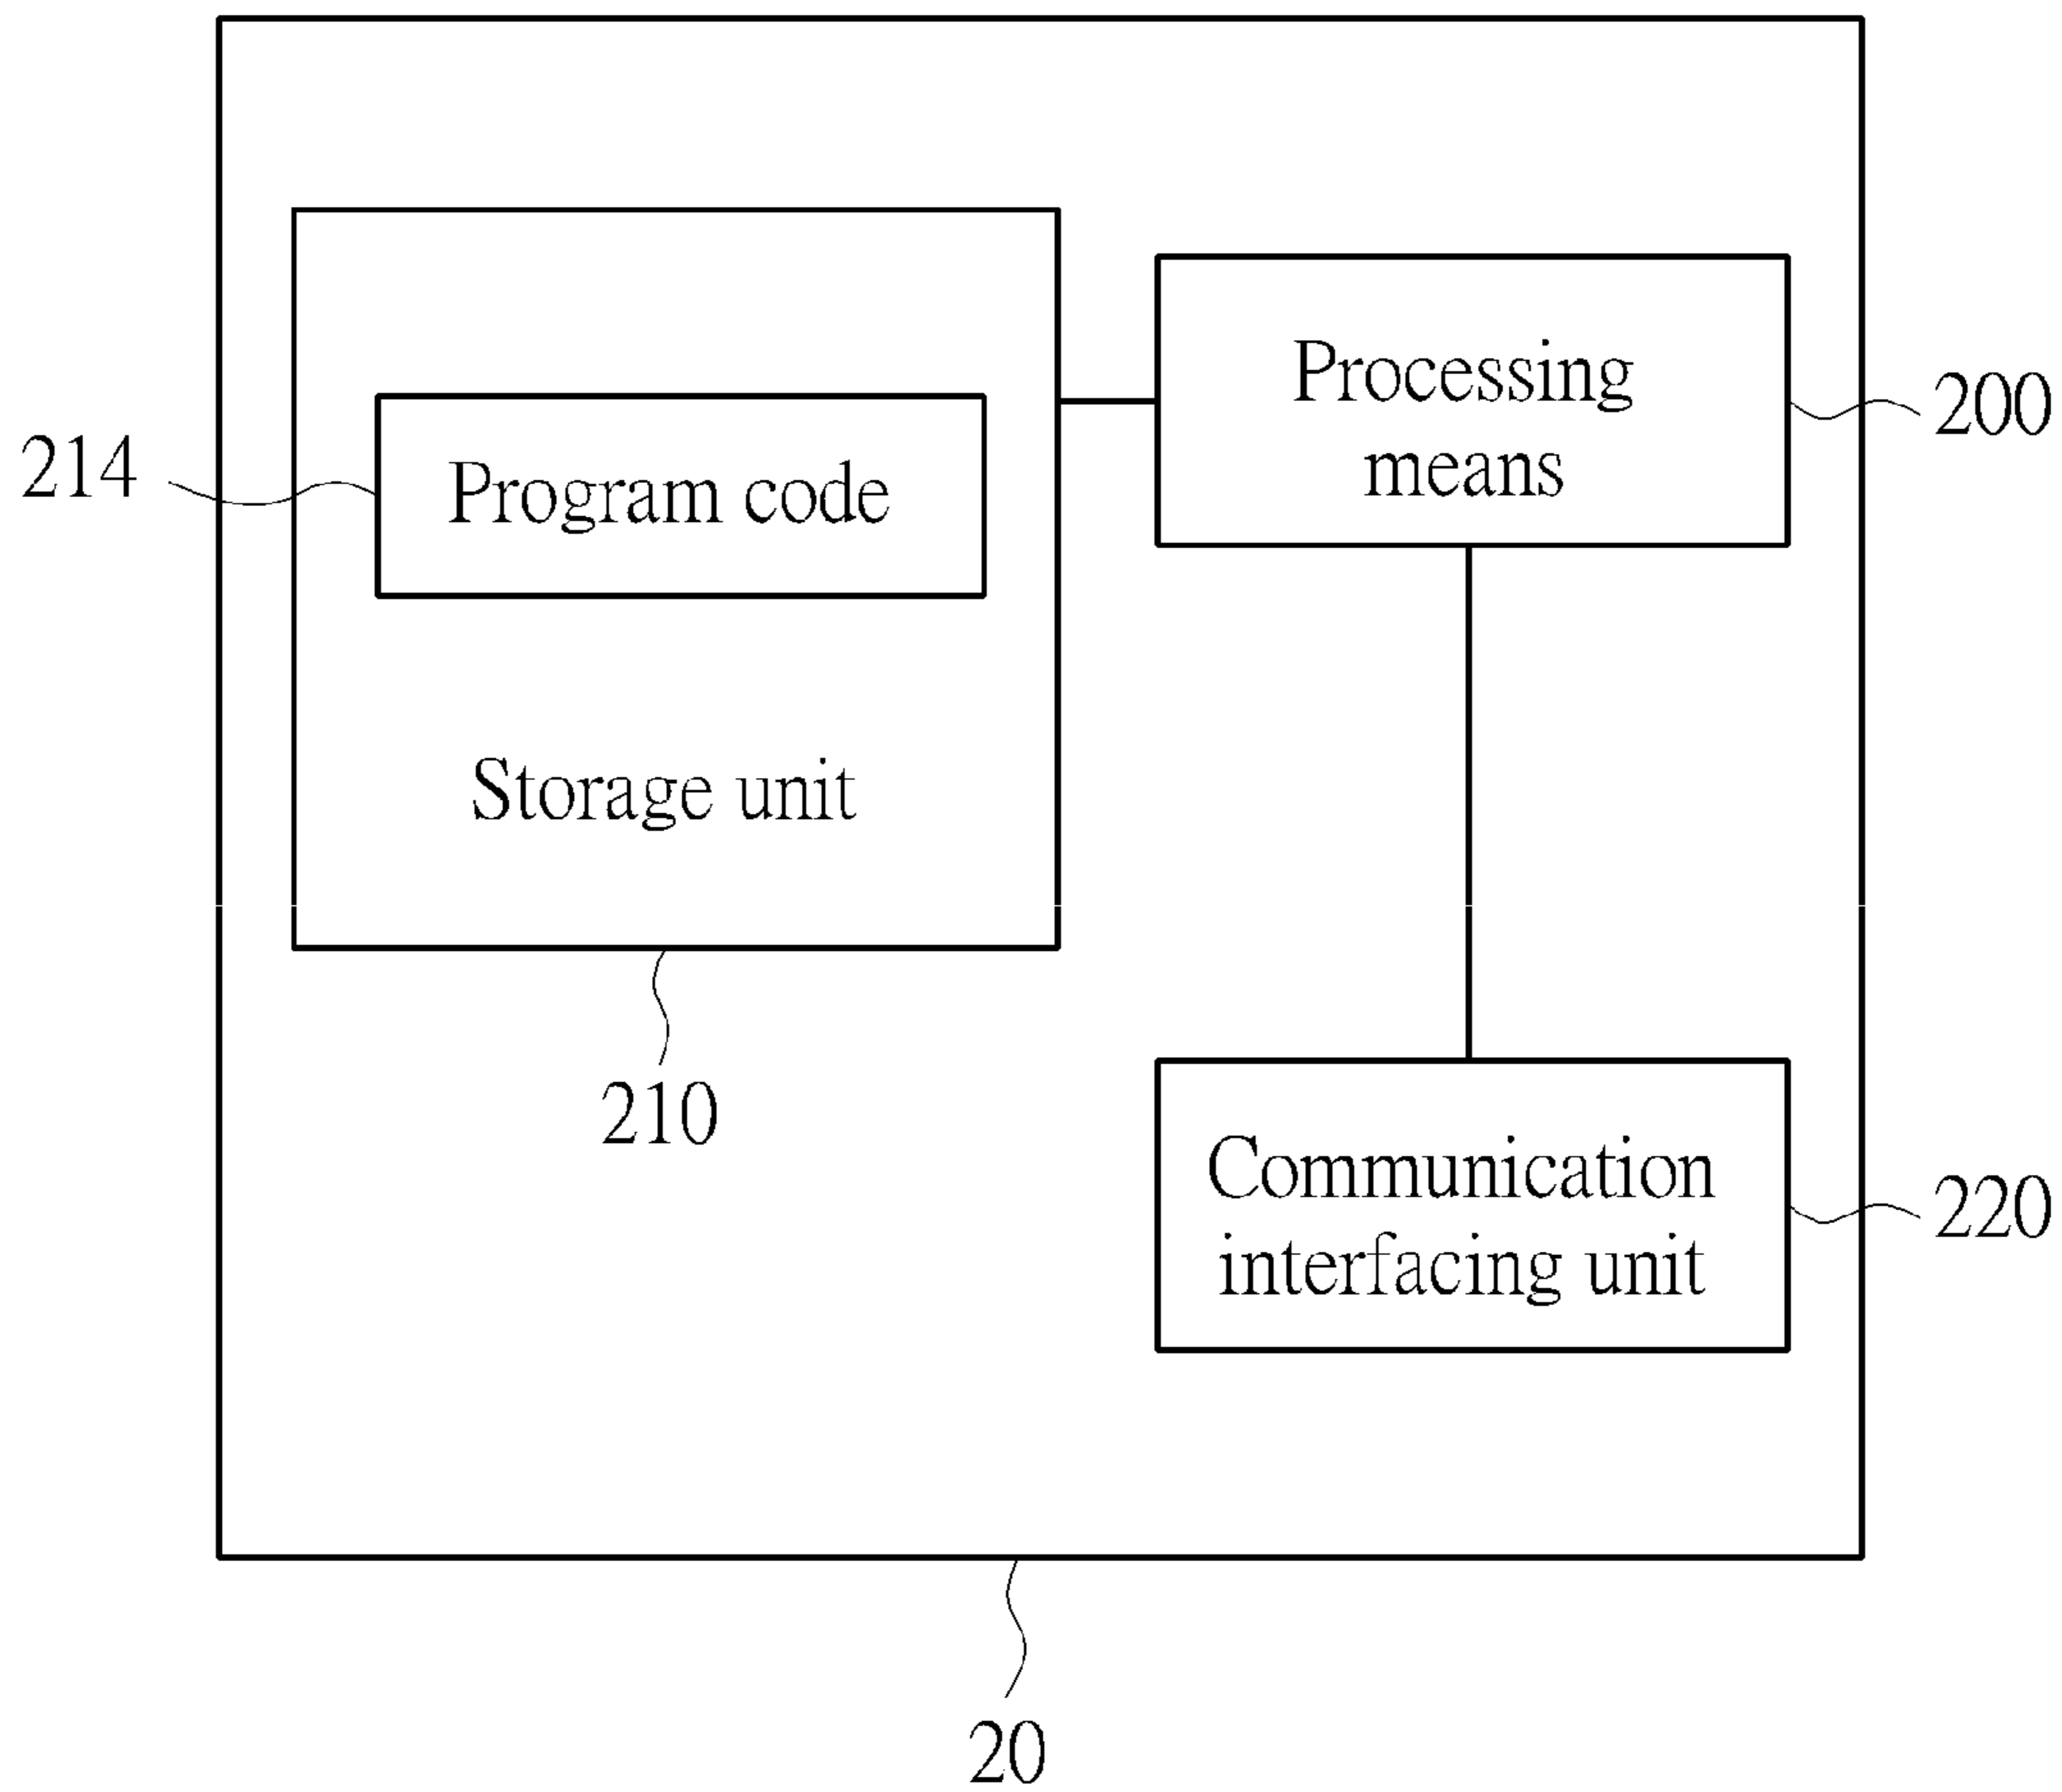 Processing
means
200
214
Program code
Storage unit
210
Communication
interfacing unit
220
20